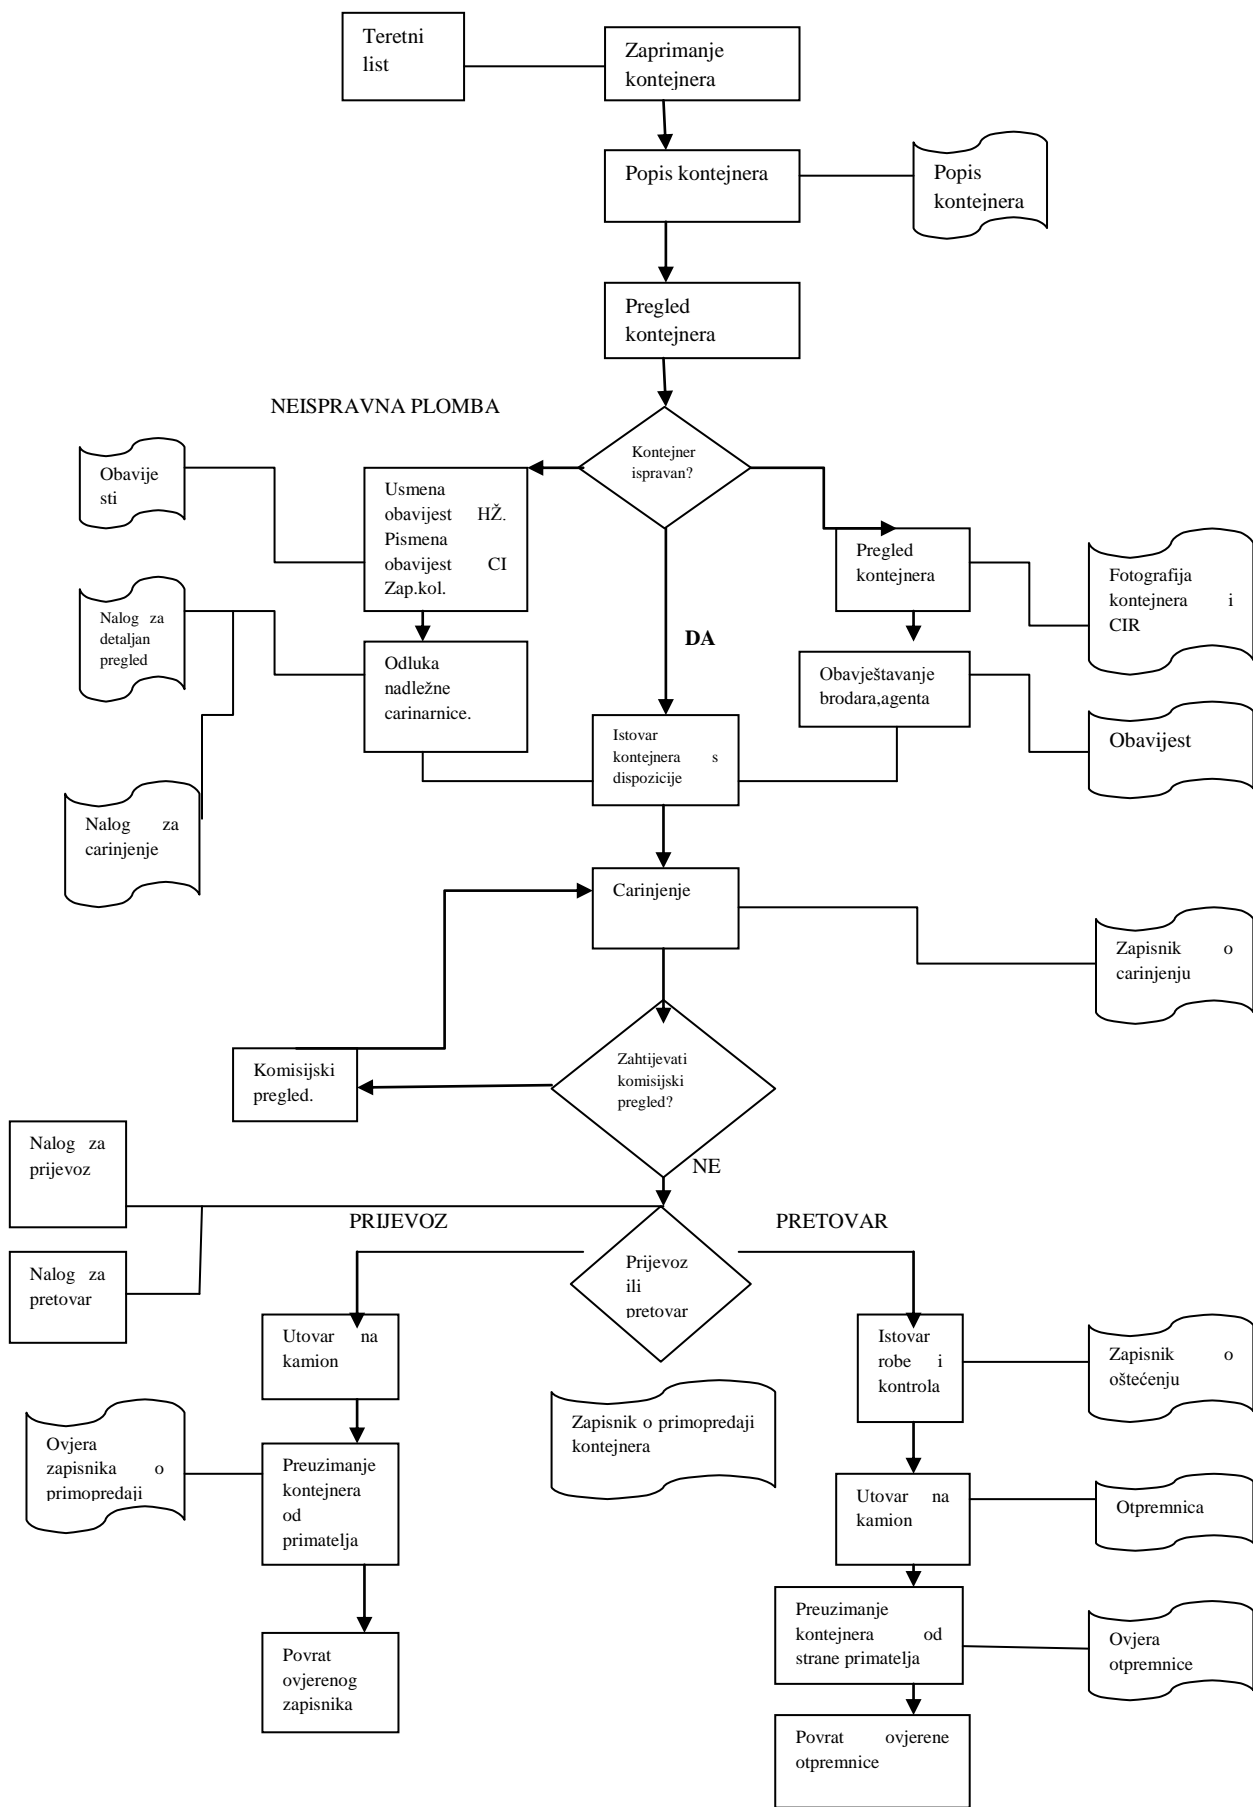 Teretni
list
Zaprimanje
kontejnera
Popis kontejnera
Popis
kontejnera
Pregled
kontejnera
NEISPRAVNA PLOMBA
Kontejner
ispravan?
Obavije
sti
Usmena
obavijest HŽ.
Pismena
obavijest CI
Zap.kol.
Pregled
kontejnera
Fotografija
kontejnera i
CIR
Nalog za
detaljan
pregled
DA
Odluka
nadležne
carinarnice.
Obavještavanje
brodara,agenta
Obavijest
Istovar
kontejnera s
dispozicije
Nalog za
carinjenje
Carinjenje
Zapisnik o
carinjenju
Komisijski
pregled.
Zahtijevati
komisijski
pregled?
Nalog za
prijevoz
NE
PRIJEVOZ
PRETOVAR
Nalog za
pretovar
Prijevoz
ili
pretovar
Utovar na
kamion
Istovar
robe i
kontrola
Zapisnik o
oštećenju
Zapisnik o primopredaji
kontejnera
Ovjera
zapisnika o
primopredaji
Preuzimanje
kontejnera
od
primatelja
Utovar na
kamion
Otpremnica
Preuzimanje
kontejnera od
strane primatelja
Ovjera
otpremnice
Povrat
ovjerenog
zapisnika
Povrat ovjerene
otpremnice